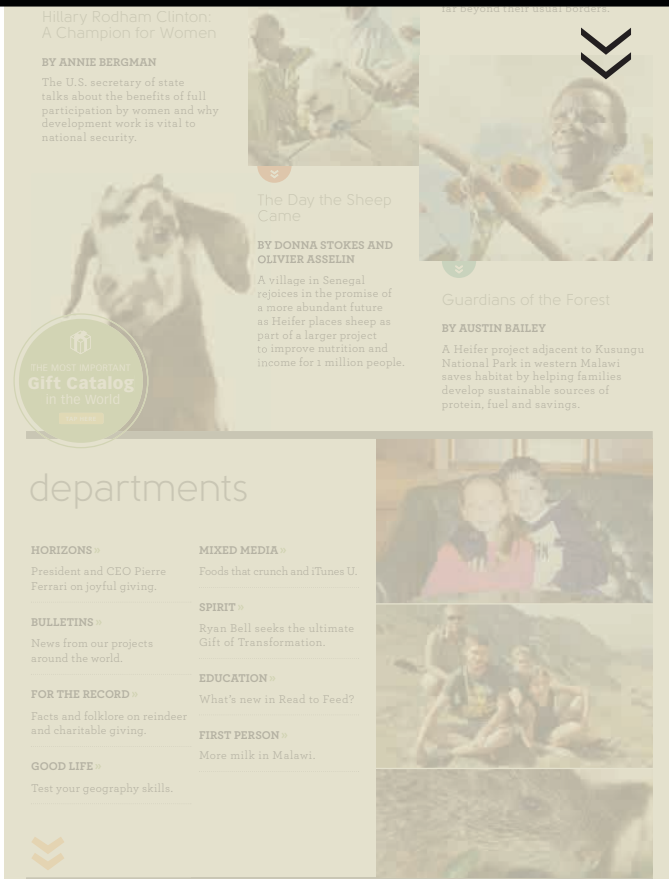 far beyond their usual borders.
Hillary Rodham Clinton:
A Champion for Women
BY ANNIE BERGMAN
The U.S. secretary of state
talks about the benefits of full
participation by women and why
development work is vital to
national security.
The Day the Sheep
Came
BY DONNA STOKES AND
OLIVIER ASSELIN
A village in Senegal
rejoices in the promise of
a more abundant future
as Heifer places sheep as
part of a larger project
to improve nutrition and
income for 1 million people.
Guardians of the Forest
BY AUSTIN BAILEY
A Heifer project adjacent to Kusungu
National Park in western Malawi
saves habitat by helping families
develop sustainable sources of
protein, fuel and savings.
THE MOST IMPORTANT
Gift Catalog
in the World
departments
HORIZONS »
President and CEO Pierre
Ferrari on joyful giving.
BULLETINS »
News from our projects
around the world.
FOR THE RECORD »
Facts and folklore on reindeer
and charitable giving.
GOOD LIFE »
Test your geography skills.
MIXED MEDIA »
Foods that crunch and iTunes U.
SPIRIT »
Ryan Bell seeks the ultimate
Gift of Transformation.
EDUCATION »
What's new in Read to Feed?
FIRST PERSON »
More milk in Malawi.